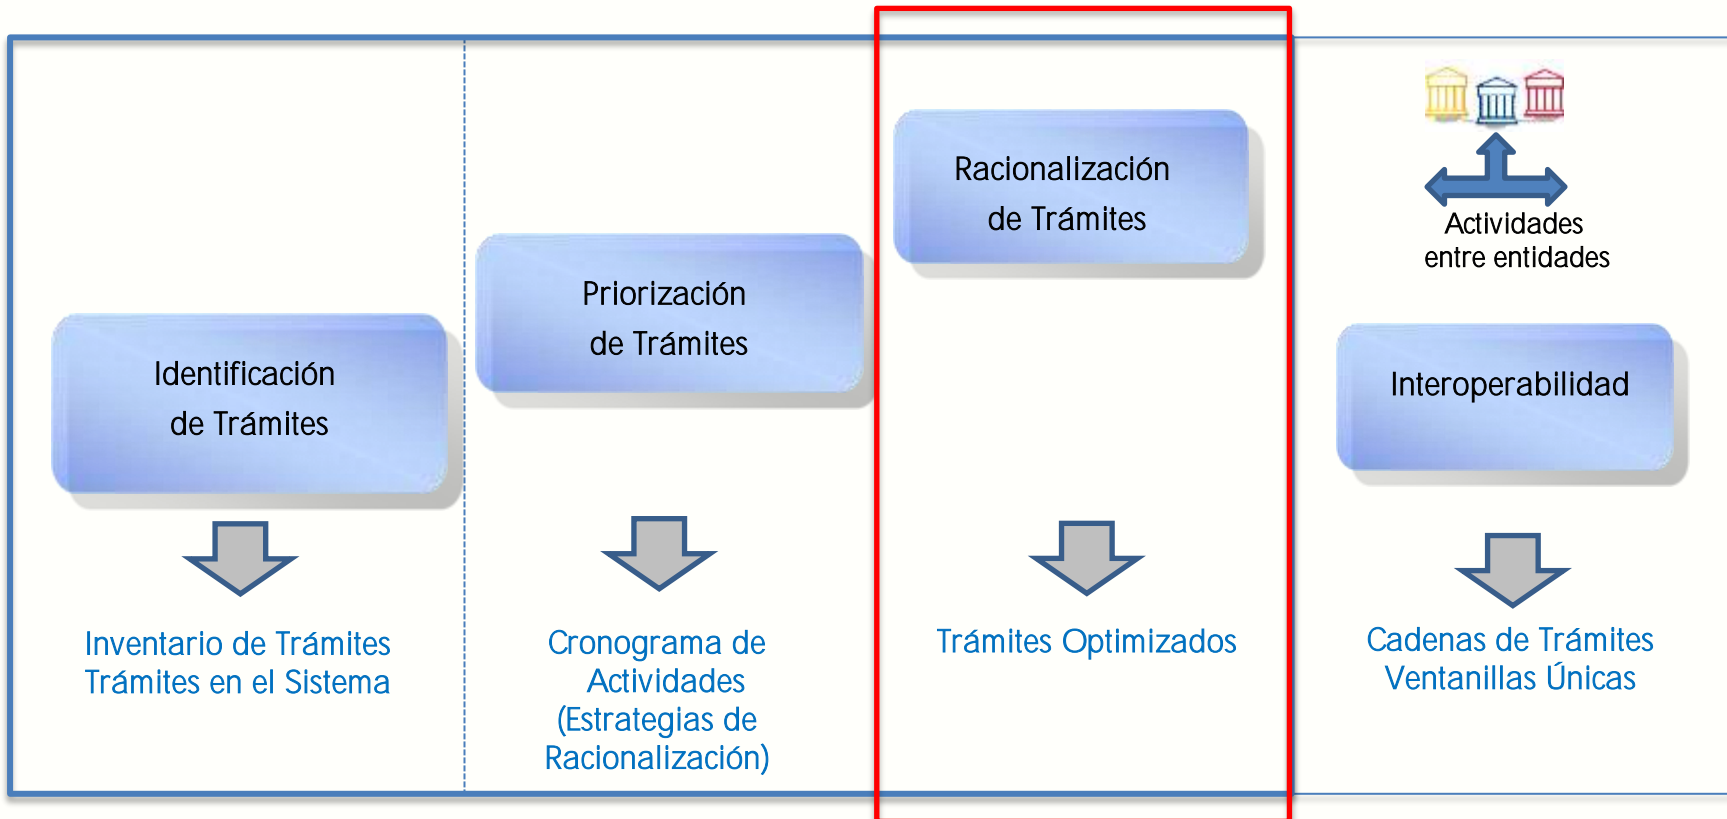 Identificación
de Trámites
Inventario de Trámites
Trámites en el Sistema
Priorización
de Trámites
Cronograma de
Actividades
(Estrategias de
Racionalización)
Racionalización
de Trámites
Trámites Optimizados
Actividades
entre entidades
Interoperabilidad
Cadenas de Trámites
Ventanillas Únicas